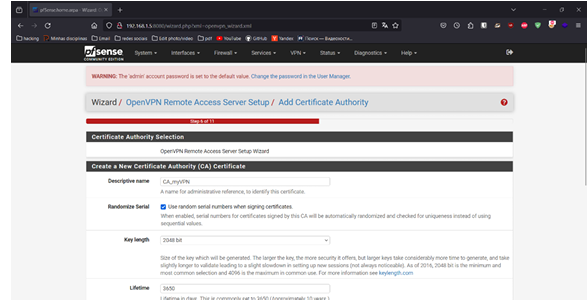 pfSense.home.arpa - OpenVPN Re
192.168.1.5:8080/wizard.php?xml=openvpn_wizard.xml
hacking
Minhas disciplinas
Email
redes sociais
Edit photo/video
pdf
YouTube
GitHub
Yandex
pfsense
COMMUNITY EDITION
System
Interfaces
Firewall
Services
VPN
Status
Diagnostics
Help
WARNING: The 'admin' account password is set to the default value. Change the password in the User Manager.
Wizard / OpenVPN Remote Access Server Setup / Add Certificate Authority
Step 6 of 11
Certificate Authority Selection
OpenVPN Remote Access Server Setup Wizard
Create a New Certificate Authority (CA) Certificate
Descriptive name
CA_myVPN
A name for administrative reference, to identify this certificate.
Randomize Serial
Use random serial numbers when signing certificates.
When enabled, serial numbers for certificates signed by this CA will be automatically randomized and checked for uniqueness instead of using
sequential values.
Key length
2048 bit
Size of the key which will be generated. The larger the key, the more security it offers, but larger keys take considerably more time to generate, and take
slightly longer to validate leading to a slight slowdown in setting up new sessions (not always noticeable). As of 2016, 2048 bit is the minimum and
most common selection and 4096 is the maximum in common use. For more information see keylength.com
Lifetime
3650
Lifetime in days. This is commonly set to 3650 (Approximately 10 years.)